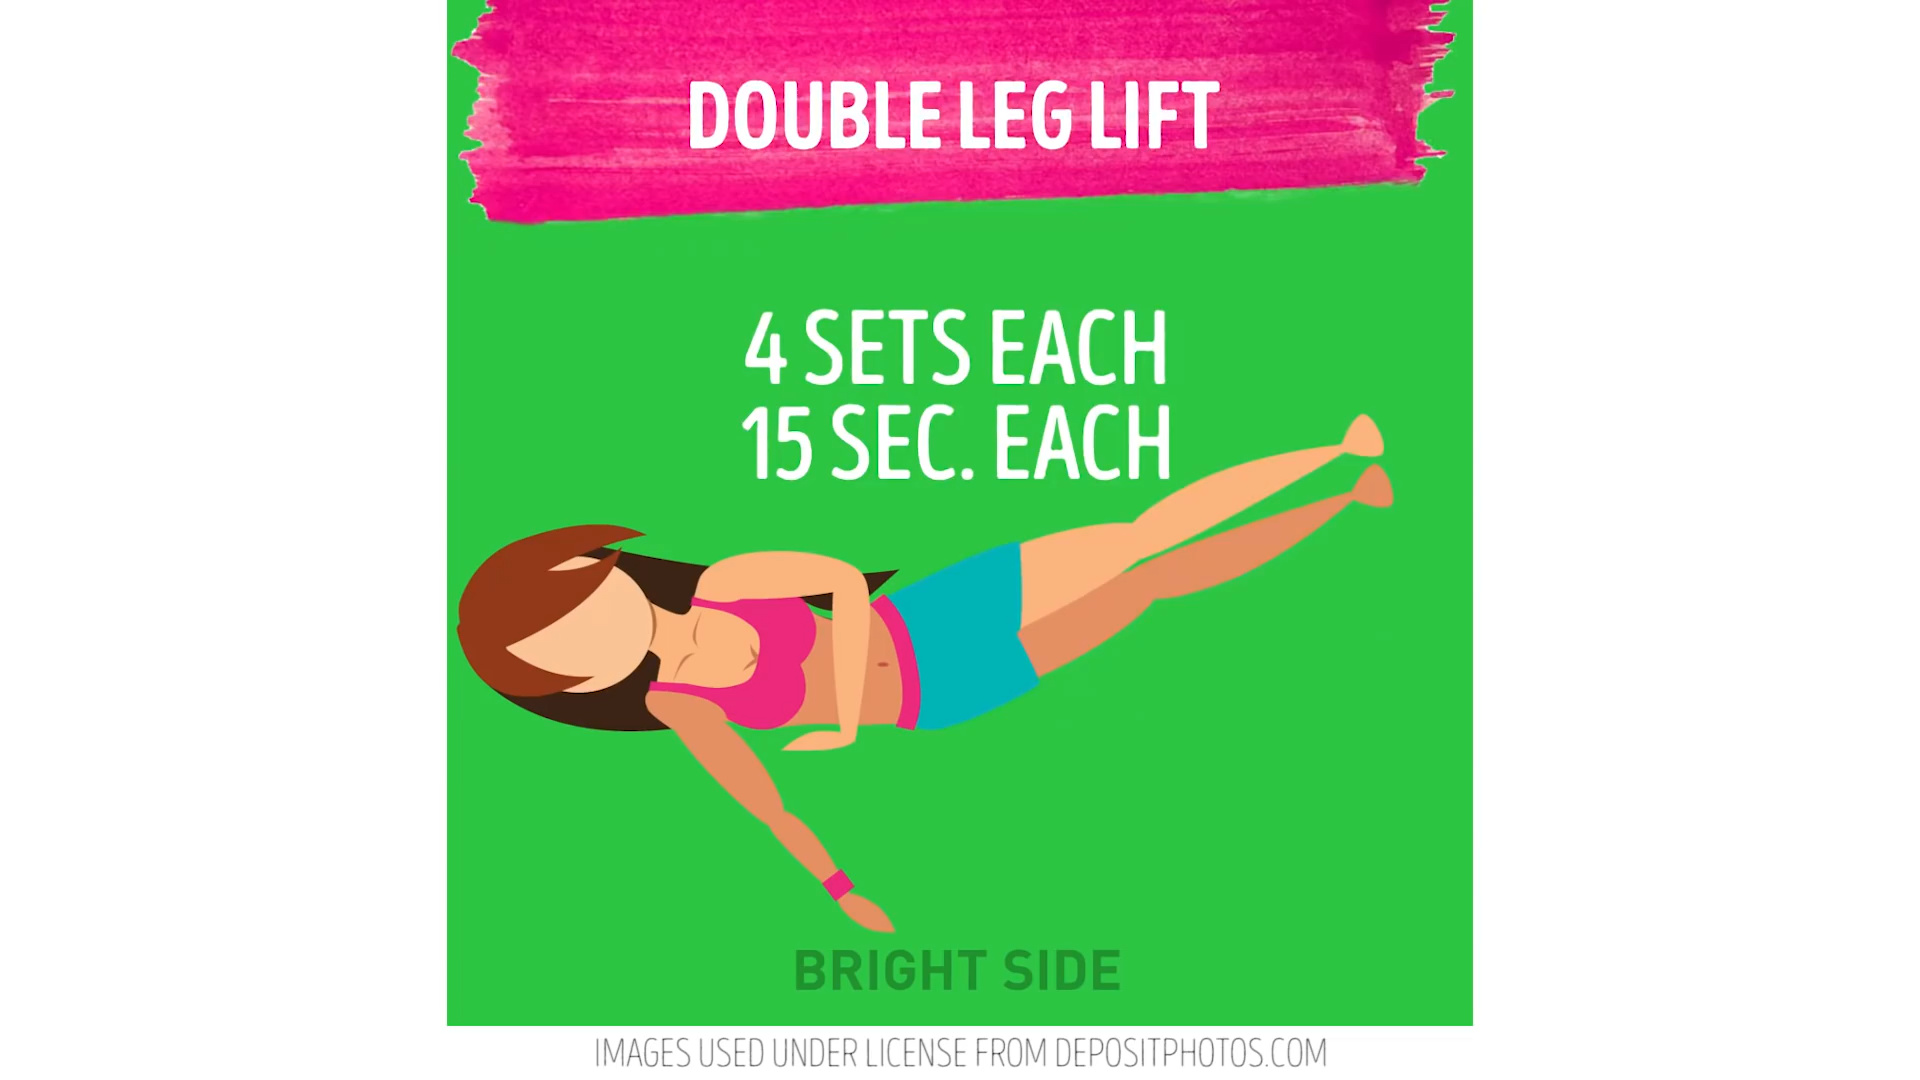 DOUBLE LEG LIFT
4 SETS EACH
15 SEC. EACH
BRIGHT SIDE
IMAGES USED UNDER LICENSE FROM DEPOSITPHOTOS.COM